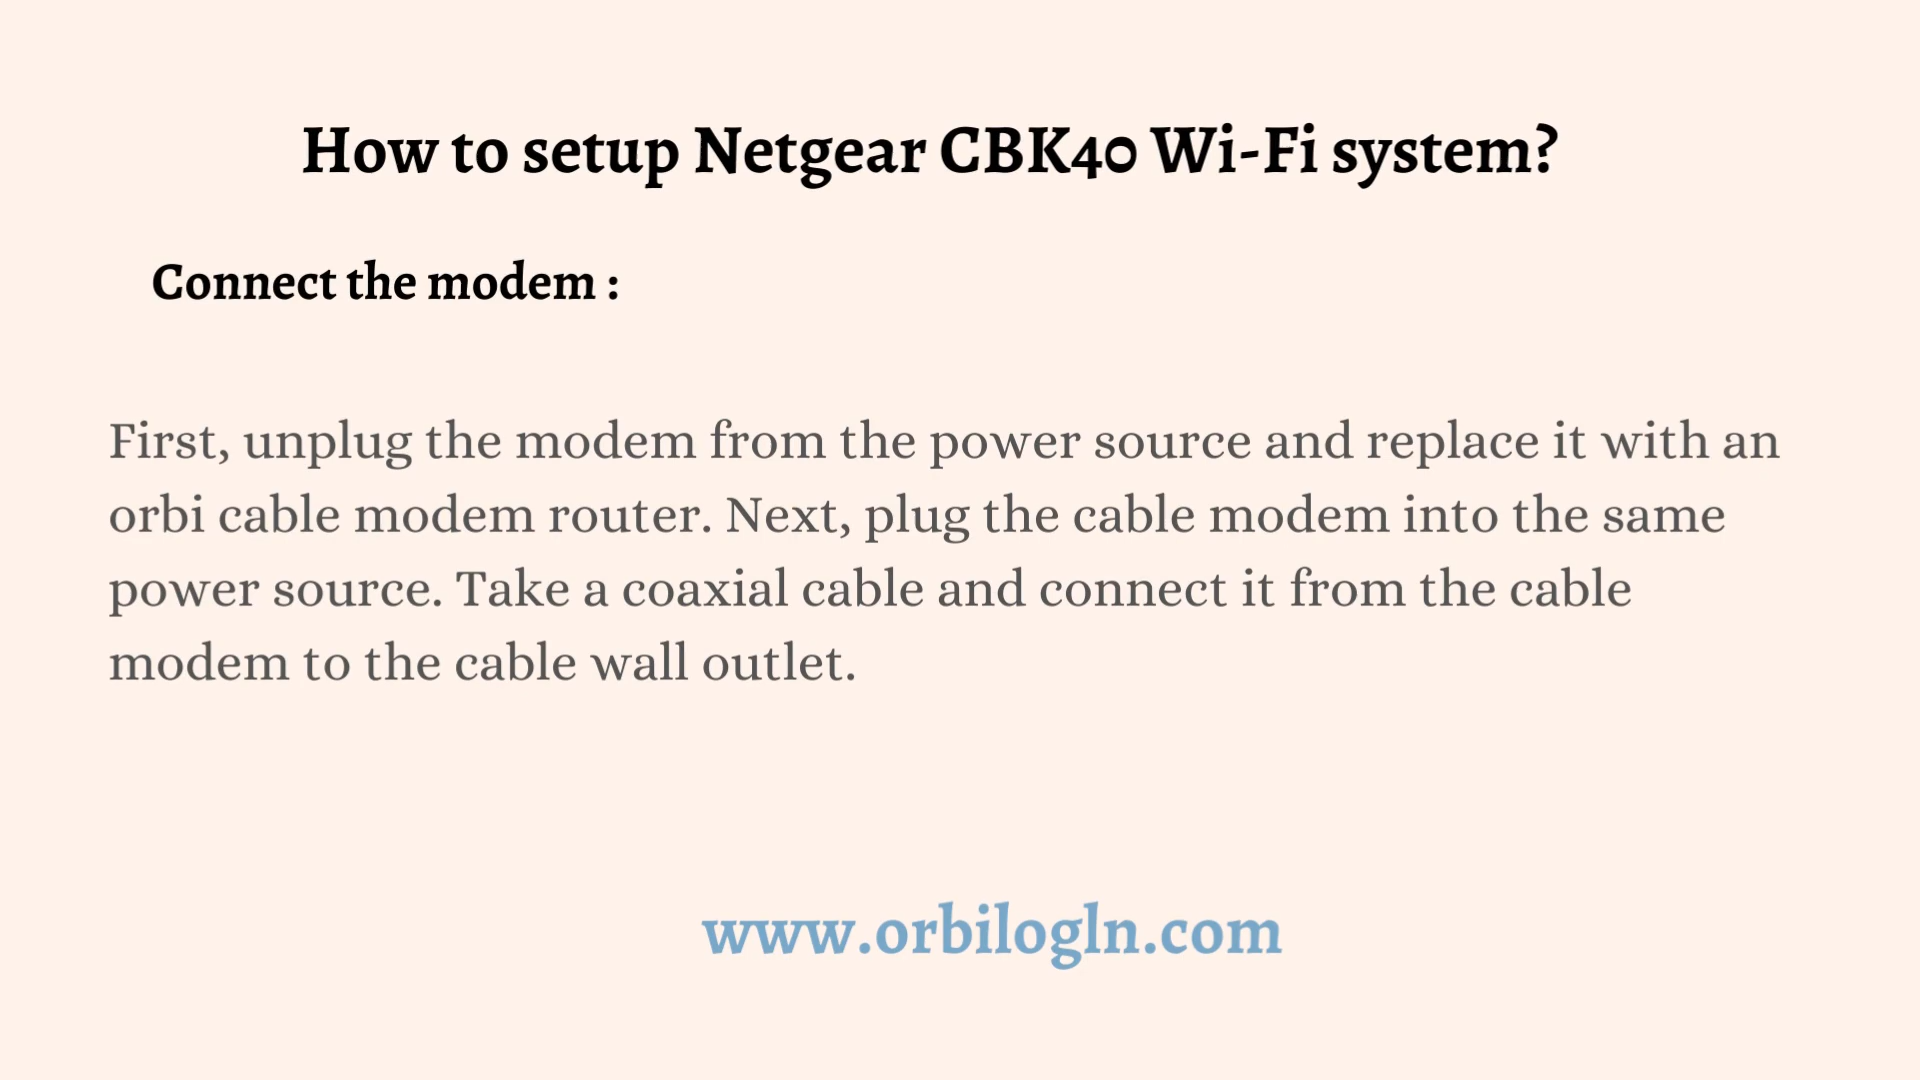 How to setup Netgear CBK40 Wi-Fi system?
Connect the modem :
First, unplug the modem from the power source and replace it with an
orbi cable modem router. Next, plug the cable modem into the same
power source. Take a coaxial cable and connect it from the cable
modem to the cable wall outlet.
www.orbilogln.com